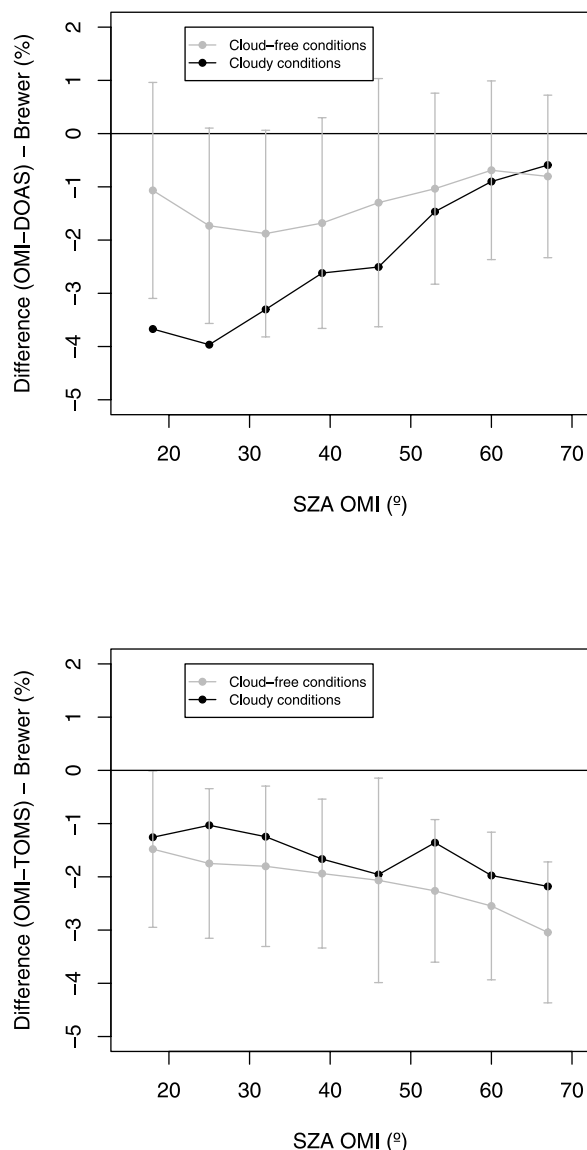 Difference (OMI−DOAS) − Brewer (%)
2
1
0
−1
−2
−3
−4
−5
Cloud−free conditions
Cloudy conditions
20 30 40 50 60 70
SZA OMI (º)
Difference (OMI−TOMS) − Brewer (%)
2
1
0
−1
−2
−3
−4
−5
Cloud−free conditions
Cloudy conditions
20 30 40 50 60 70
SZA OMI (º)